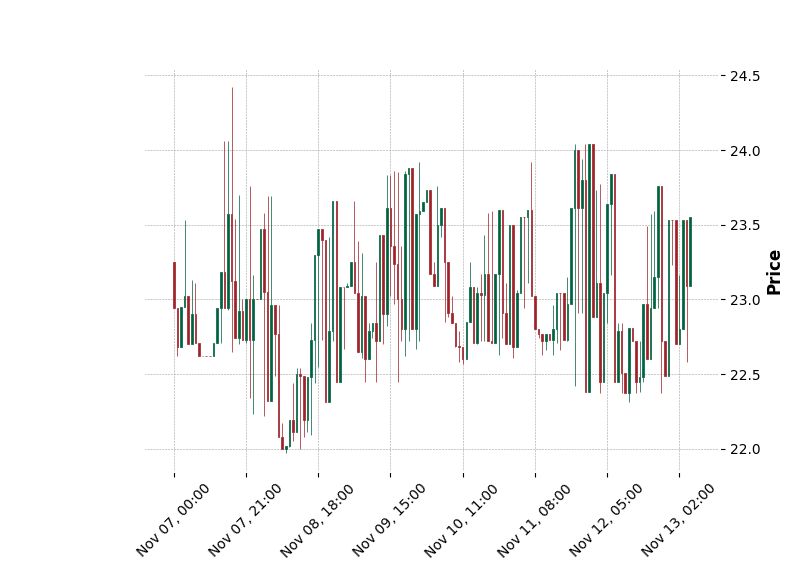 24.5
24.0
23.5
23.0
22.5
22.0
Price
Nov 07, 00:00
Nov 07, 21:00
Nov 08, 18:00
Nov 09, 15:00
Nov 10, 11:00
Nov 11, 08:00
Nov 12, 05:00
Nov 13, 02:00